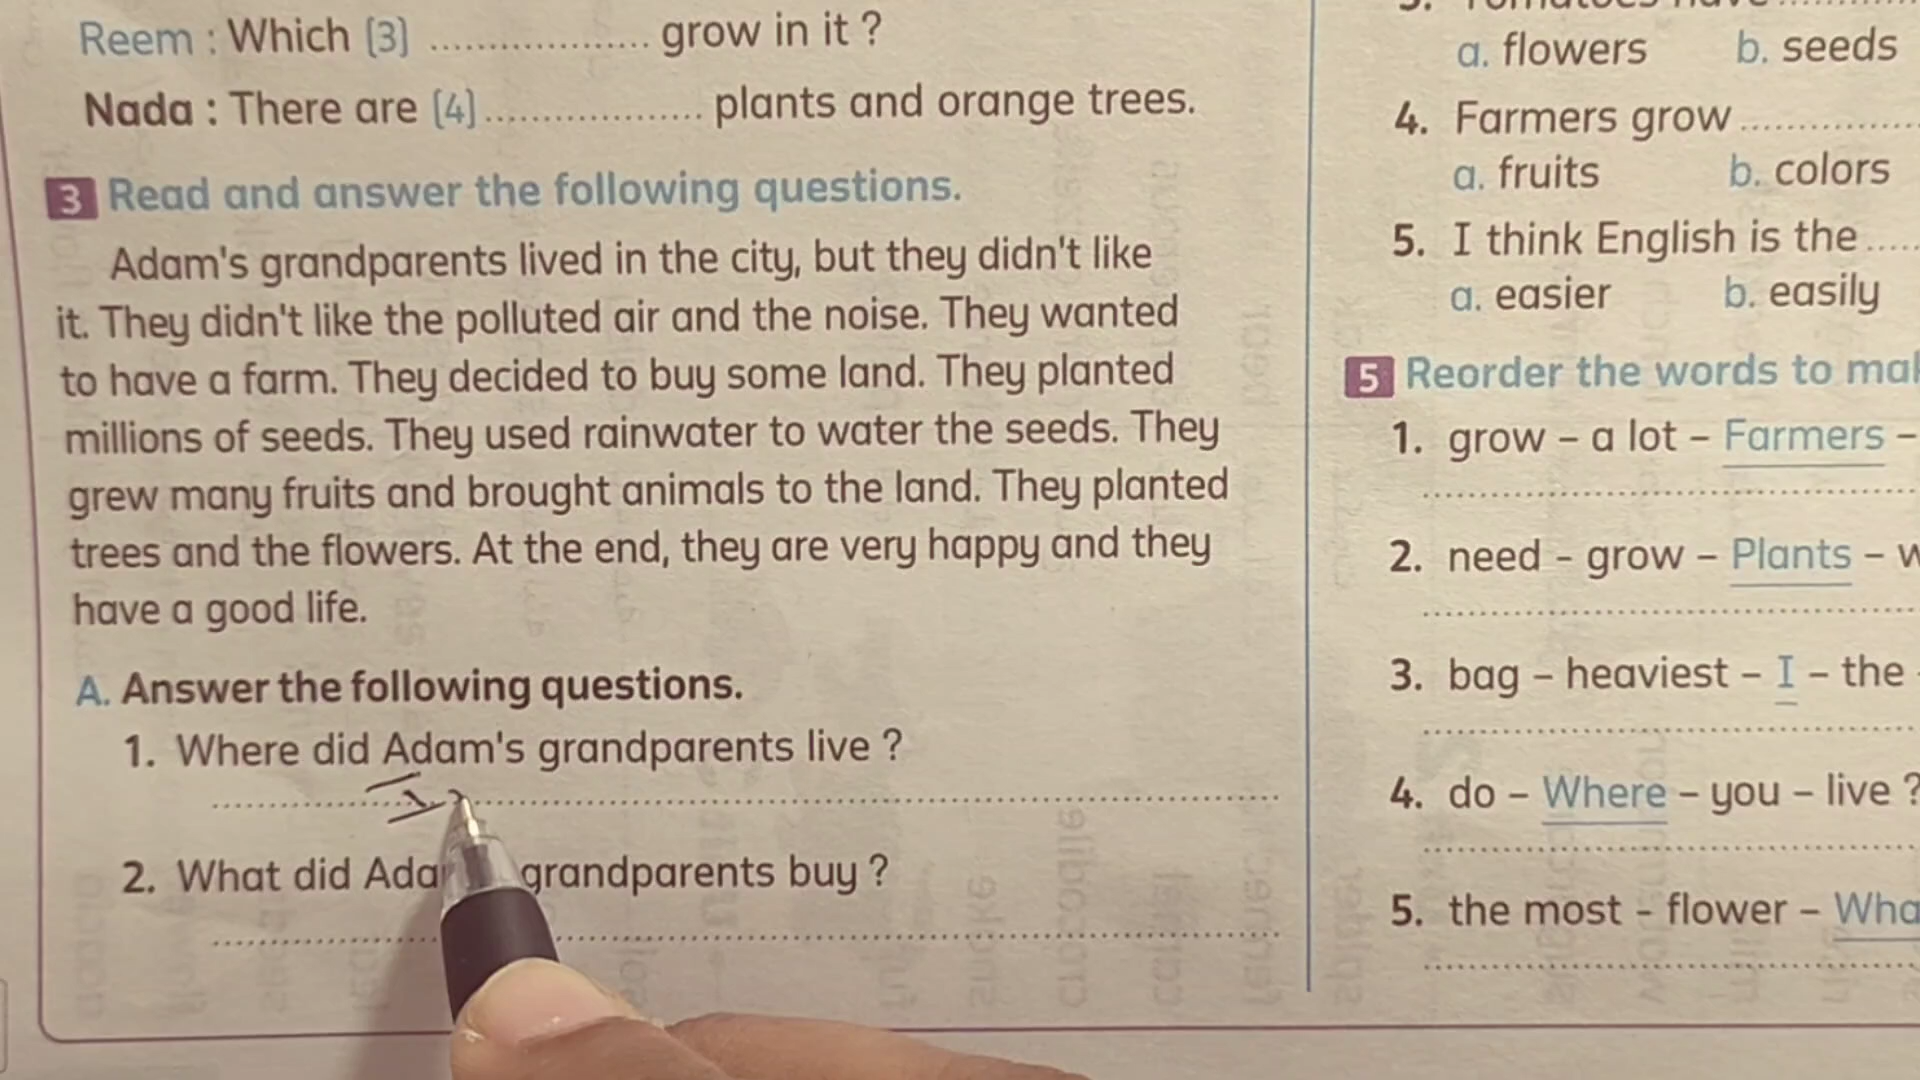 Reem : Which (3) .................... grow in it ?
Nada : There are (4) .................... plants and orange trees.
3 Read and answer the following questions.
Adam's grandparents lived in the city, but they didn't like
it. They didn't like the polluted air and the noise. They wanted
to have a farm. They decided to buy some land. They planted
millions of seeds. They used rainwater to water the seeds. They
grew many fruits and brought animals to the land. They planted
trees and the flowers. At the end, they are very happy and they
have a good life.
A. Answer the following questions.
1. Where did Adam's grandparents live ?
2. What did grandparents buy ?
3. Tomatoes have
a. flowers b. seeds
4. Farmers grow
a. fruits b. colors
5. I think English is the
a. easier b. easily
5 Reorder the words to
1. grow – a lot – Farmers –
2. need – grow – Plants –
3. bag – heaviest – I – the
4. do – Where – you – live ?
5. the most – flower –